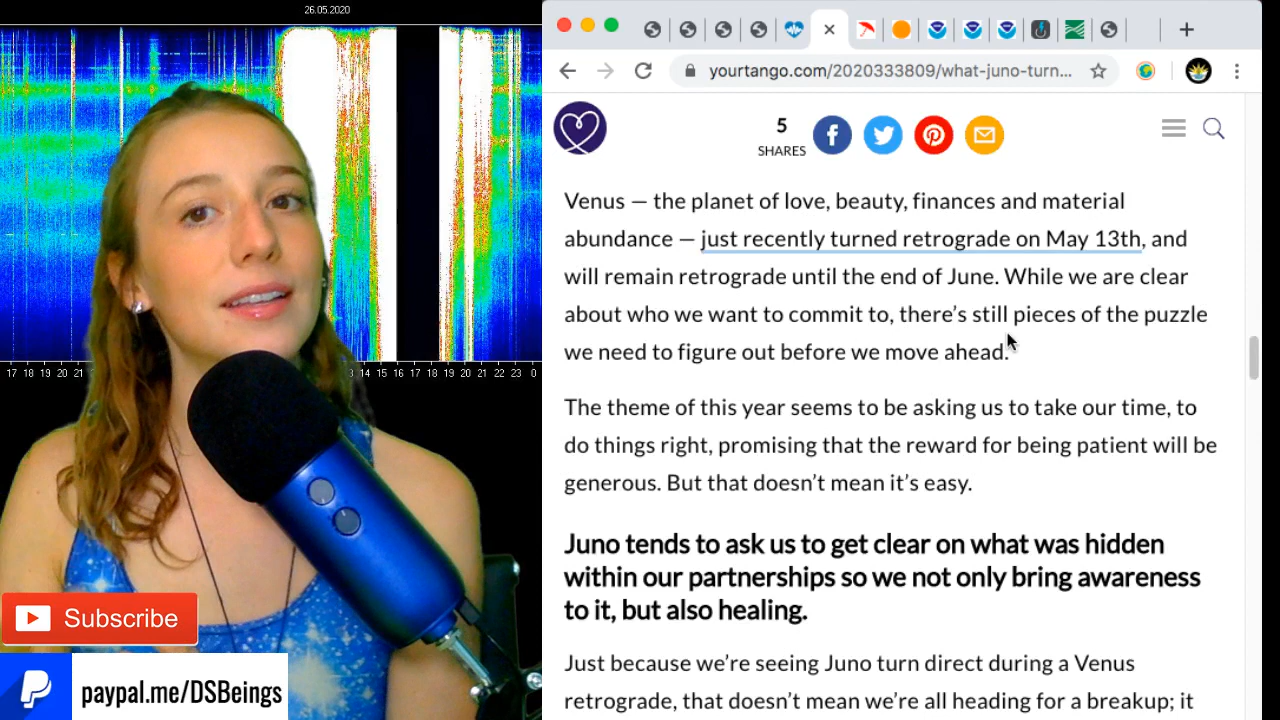 26.05.2020
17 18 19 20 21
3 14 15 16 17 18 19 20 21 22 23 0
Subscribe
paypal.me/DSBeings
yourtango.com/2020333809/what-juno-turn...
5
SHARES
Venus — the planet of love, beauty, finances and material
abundance — just recently turned retrograde on May 13th, and
will remain retrograde until the end of June. While we are clear
about who we want to commit to, there's still pieces of the puzzle
we need to figure out before we move ahead.
The theme of this year seems to be asking us to take our time, to
do things right, promising that the reward for being patient will be
generous. But that doesn't mean it's easy.
Juno tends to ask us to get clear on what was hidden
within our partnerships so we not only bring awareness
to it, but also healing.
Just because we're seeing Juno turn direct during a Venus
retrograde, that doesn't mean we're all heading for a breakup; it